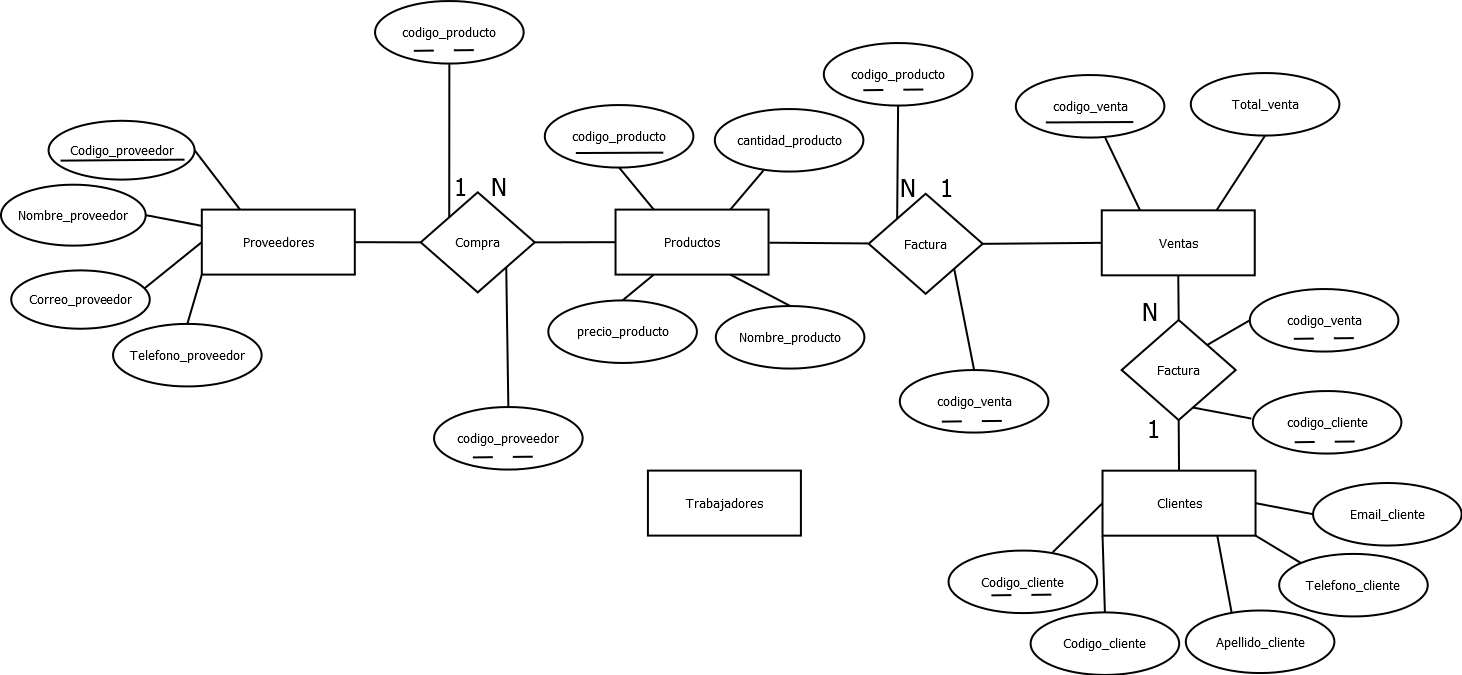 codigo_producto
codigo_producto
codigo_venta
Total_venta
codigo_producto
cantidad_producto
Codigo_proveedor
1 N
N 1
Nombre_proveedor
Proveedores
Compra
Productos
Factura
Ventas
Correo_proveedor
N
codigo_venta
precio_producto
Nombre_producto
Telefono_proveedor
Factura
codigo_venta
codigo_cliente
1
codigo_proveedor
Trabajadores
Clientes
Email_cliente
Codigo_cliente
Telefono_cliente
Codigo_cliente
Apellido_cliente